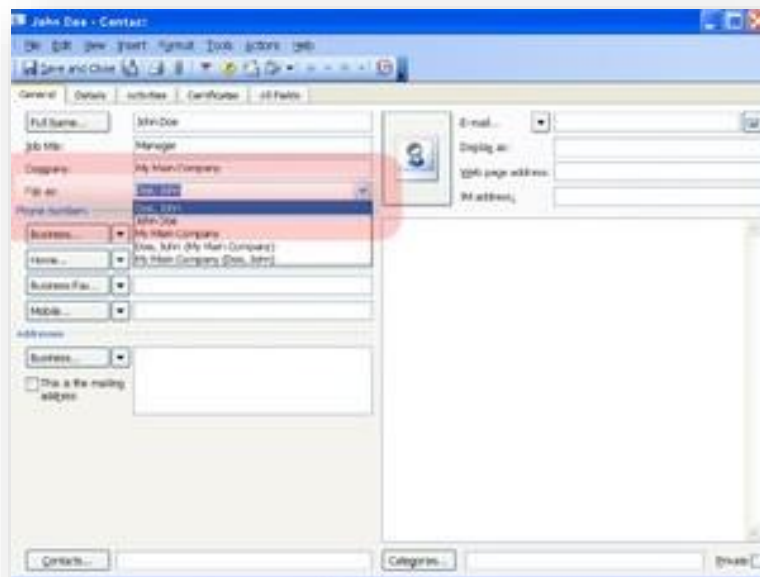 John Doe - Contact
File Edit View Insert Format Tools Actions Help
Save and Close
General Details Activities Certificates All Fields
Full Name... John Doe
Job title: Manager
Company: My Main Company
File as: Doe, John
Doe, John
John Doe
My Main Company
Doe, John (My Main Company)
My Main Company (Doe, John)
Phone numbers
Business...
Home...
Business Fax...
Mobile...
Addresses
Business...
This is the mailing
address
E-mail...
Display as:
Web page address:
IM address:
Contacts...
Categories...
Private